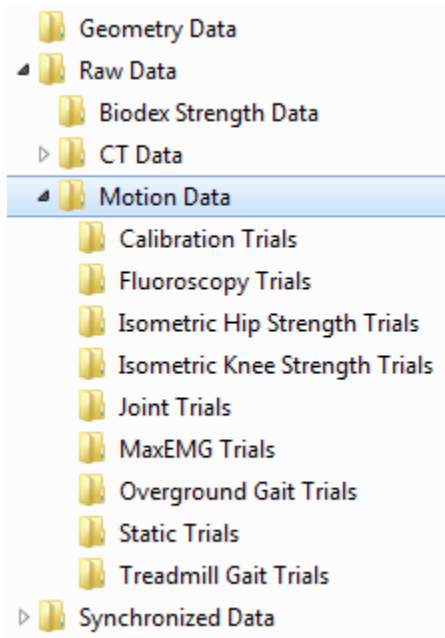 Geometry Data
Raw Data
Biodex Strength Data
CT Data
Motion Data
Calibration Trials
Fluoroscopy Trials
Isometric Hip Strength Trials
Isometric Knee Strength Trials
Joint Trials
MaxEMG Trials
Overground Gait Trials
Static Trials
Treadmill Gait Trials
Synchronized Data